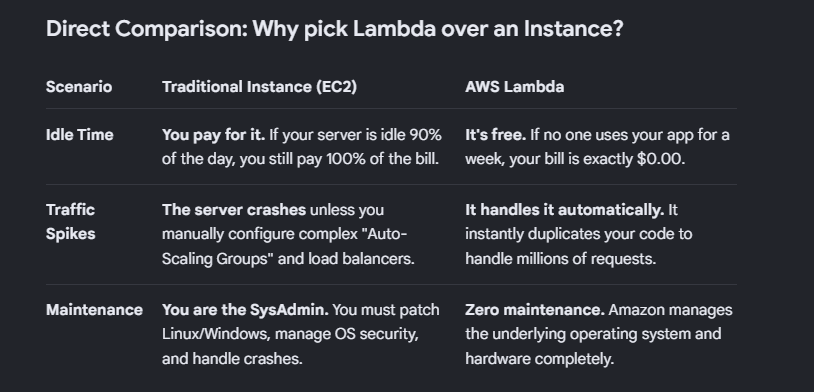 Direct Comparison: Why pick Lambda over an Instance?
Scenario Traditional Instance (EC2) AWS Lambda
Idle Time You pay for it. If your server is idle 90% It's free. If no one uses your app for a
of the day, you still pay 100% of the bill. week, your bill is exactly $0.00.
Traffic The server crashes unless you It handles it automatically. It
Spikes manually configure complex "Auto- instantly duplicates your code to
Scaling Groups" and load balancers. handle millions of requests.
Maintenance You are the SysAdmin. You must patch Zero maintenance. Amazon manages
Linux/Windows, manage OS security, the underlying operating system and
and handle crashes. hardware completely.